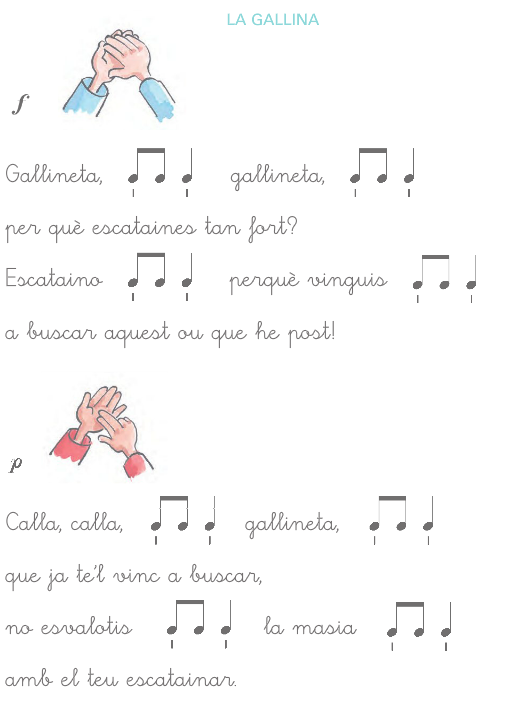 LA GALLINA
f
Gallineta, gallineta,
per què escataines tan fort?
Escataino perquè vinguis
a buscar aquest ou que he post!
p
Calla, calla, gallineta,
que ja te'l vinc a buscar,
no esvalotis la masia
amb el teu escatainar.